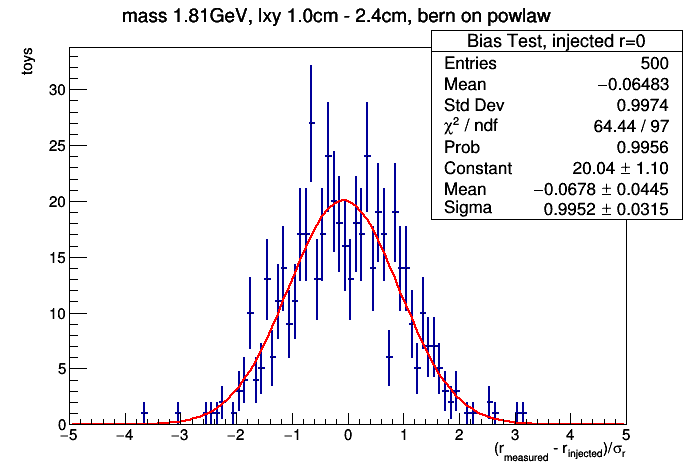 mass 1.81GeV, lxy 1.0cm - 2.4cm, bern on powlaw
toys
Bias Test, injected r=0
Entries 500
Mean −0.06483
Std Dev 0.9974
χ² / ndf 64.44 / 97
Prob 0.9956
Constant 20.04 ± 1.10
Mean −0.0678 ± 0.0445
Sigma 0.9952 ± 0.0315
30
25
20
15
10
5
0
−5 −4 −3 −2 −1 0 1 2 3 4 5
(r_measured - r_injected)/σ_r